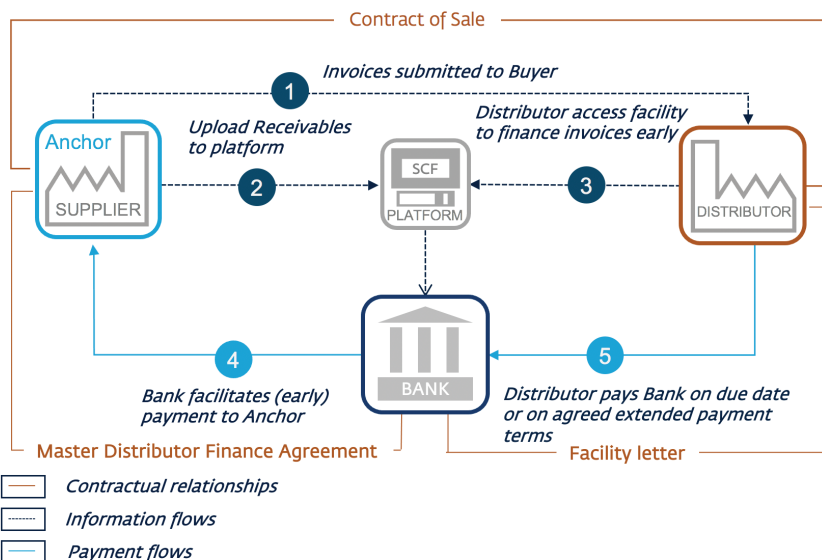 Contract of Sale
1
Invoices submitted to Buyer
Anchor
SUPPLIER
Upload Receivables
to platform
2
SCF
PLATFORM
Distributor access facility
to finance invoices early
3
DISTRIBUTOR
4
Bank facilitates (early)
payment to Anchor
BANK
5
Distributor pays Bank on due date
or on agreed extended payment
terms
Master Distributor Finance Agreement
Facility letter
Contractual relationships
Information flows
Payment flows